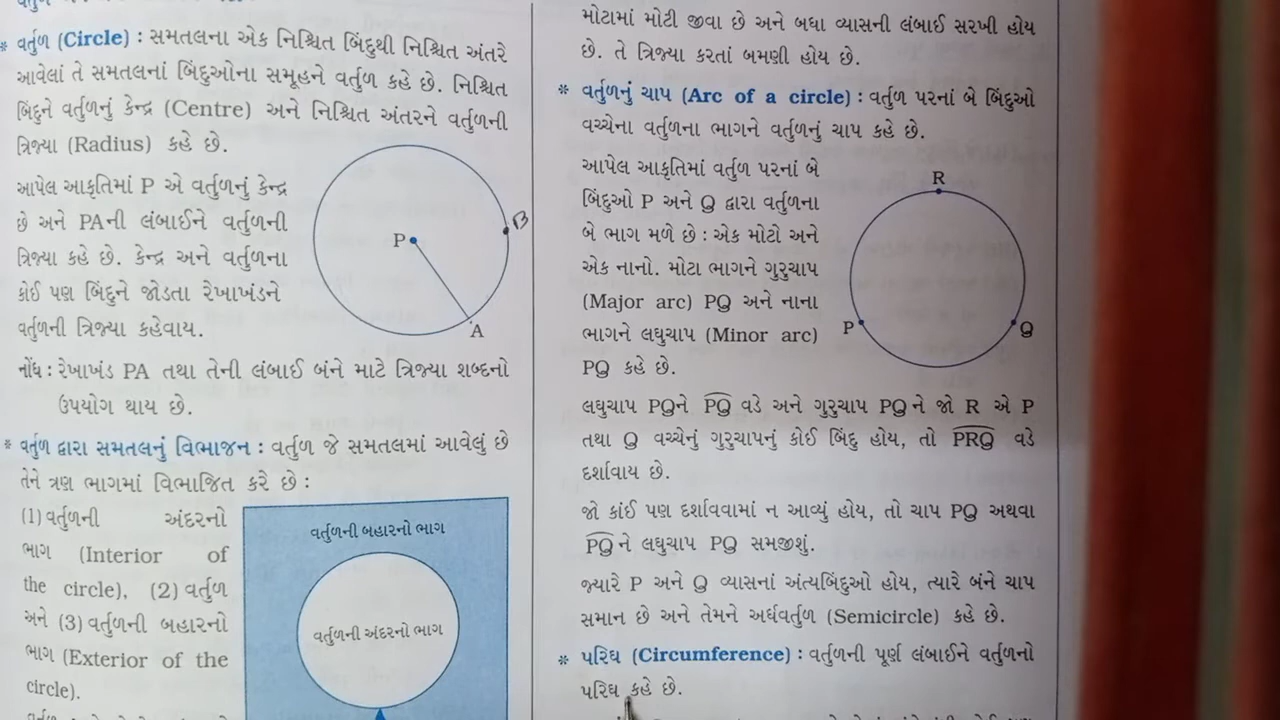 * વર્તુળ (Circle) : સમતલના એક નિશ્ચિત બિંદુથી નિશ્ચિત અંતરે
આવેલાં તે સમતલનાં બિંદુઓના સમૂહને વર્તુળ કહે છે. નિશ્ચિત
બિંદુને વર્તુળનું કેન્દ્ર (Centre) અને નિશ્ચિત અંતરને વર્તુળની
ત્રિજ્યા (Radius) કહે છે.
આપેલ આકૃતિમાં P એ વર્તુળનું કેન્દ્ર
છે અને PAની લંબાઈને વર્તુળની
ત્રિજ્યા કહે છે. કેન્દ્ર અને વર્તુળના
કોઈ પણ બિંદુને જોડતા રેખાખંડને
વર્તુળની ત્રિજ્યા કહેવાય.
P
B
A
નોંધ : રેખાખંડ PA તથા તેની લંબાઈ બંને માટે ત્રિજ્યા શબ્દનો
ઉપયોગ થાય છે.
* વર્તુળ દ્વારા સમતલનું વિભાજન : વર્તુળ જે સમતલમાં આવેલું છે
તેને ત્રણ ભાગમાં વિભાજિત કરે છે :
(1) વર્તુળની અંદરનો
ભાગ (Interior of
the circle), (2) વર્તુળ
અને (3) વર્તુળની બહારનો
ભાગ (Exterior of the
circle).
વર્તુળની બહારનો ભાગ
વર્તુળની અંદરનો ભાગ
મોટામાં મોટી જીવા છે અને બધા વ્યાસની લંબાઈ સરખી હોય
છે. તે ત્રિજ્યા કરતાં બમણી હોય છે.
* વર્તુળનું ચાપ (Arc of a circle) : વર્તુળ પરનાં બે બિંદુઓ
વચ્ચેના વર્તુળના ભાગને વર્તુળનું ચાપ કહે છે.
આપેલ આકૃતિમાં વર્તુળ પરનાં બે
બિંદુઓ P અને Q દ્વારા વર્તુળના
બે ભાગ મળે છે : એક મોટો અને
એક નાનો. મોટા ભાગને ગુરુચાપ
(Major arc) PQ અને નાના
ભાગને લઘુચાપ (Minor arc)
PQ કહે છે.
R
P
Q
લઘુચાપ PQને PQ વડે અને ગુરુચાપ PQને જો R એ P
તથા Q વચ્ચેનું ગુરુચાપનું કોઈ બિંદુ હોય, તો PRQ વડે
દર્શાવાય છે.
જો કાંઈ પણ દર્શાવવામાં ન આવ્યું હોય, તો ચાપ PQ અથવા
PQને લઘુચાપ PQ સમજીશું.
જ્યારે P અને Q વ્યાસનાં અંત્યબિંદુઓ હોય, ત્યારે બંને ચાપ
સમાન છે અને તેમને અર્ધવર્તુળ (Semicircle) કહે છે.
* પરિઘ (Circumference) : વર્તુળની પૂર્ણ લંબાઈને વર્તુળનો
પરિઘ કહે છે.